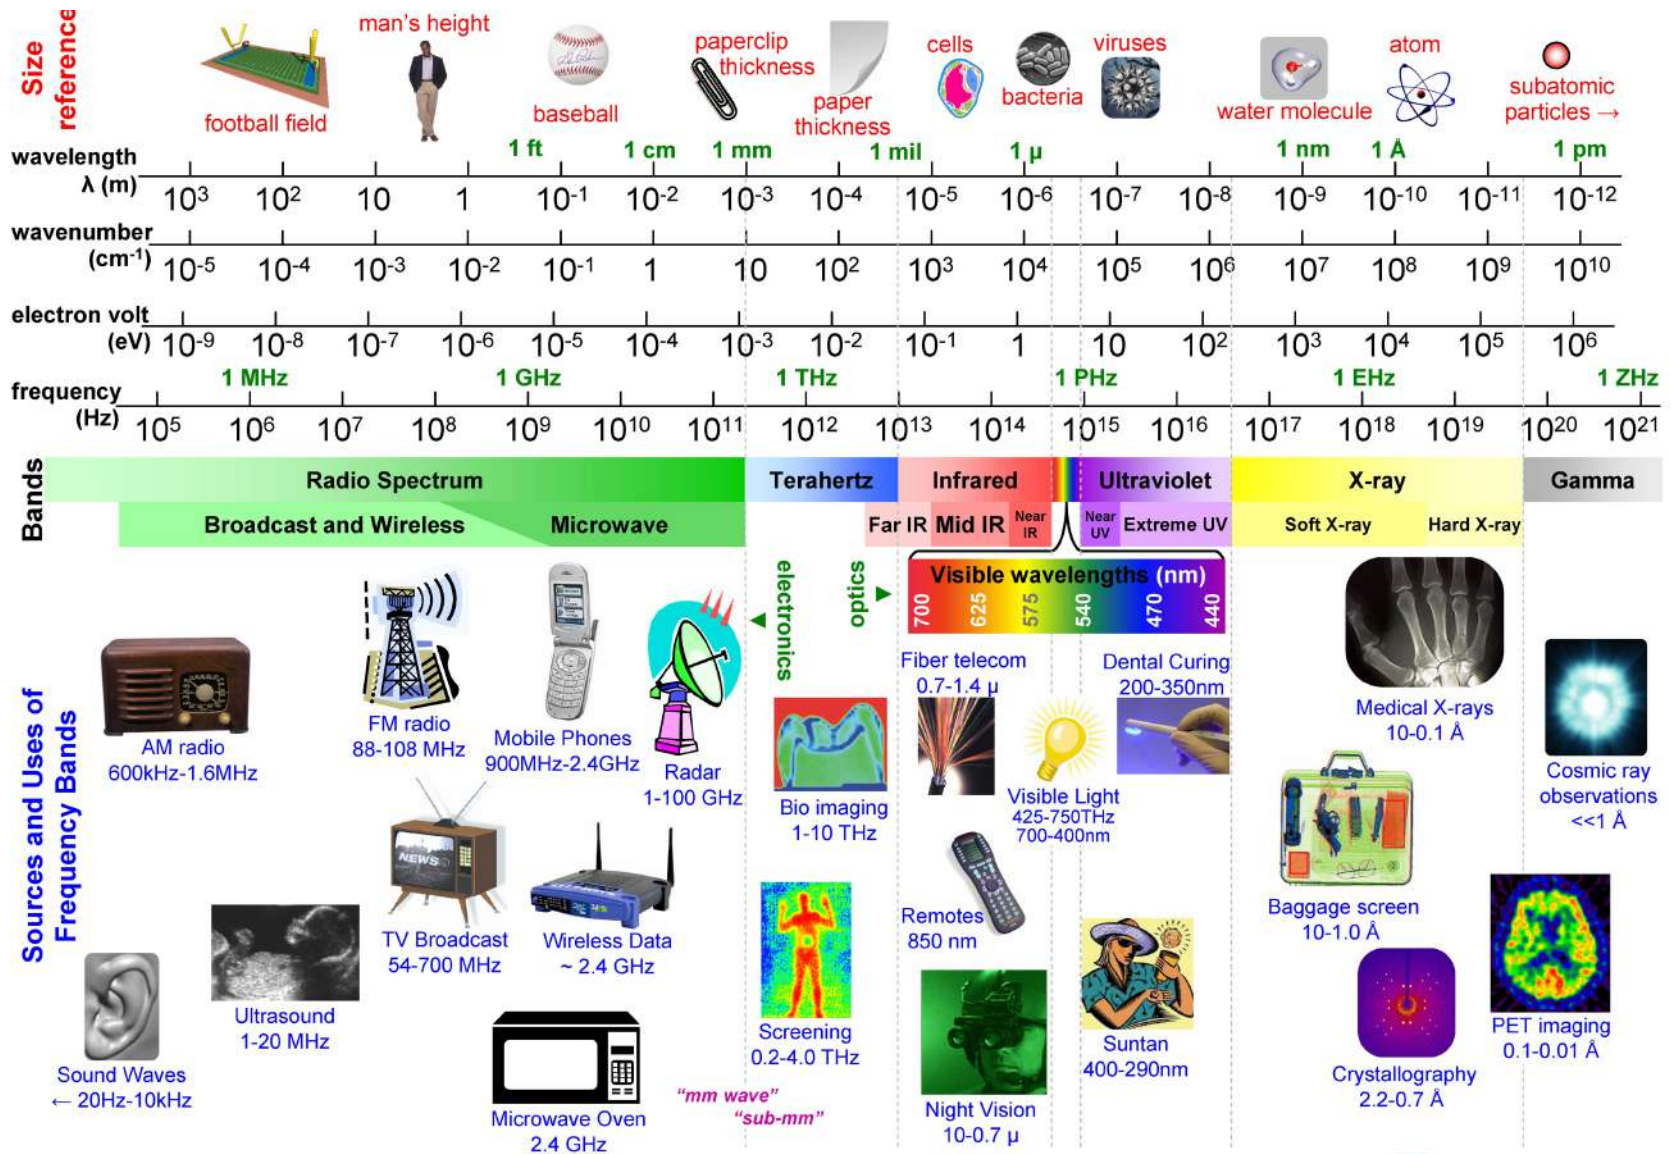 Size
reference
football field
man's height
baseball
paperclip
thickness
paper
thickness
cells
bacteria
viruses
water molecule
atom
subatomic
particles →
1 ft
1 cm
1 mm
1 mil
1 µ
1 nm
1 Å
1 pm
wavelength
λ (m)
10³ 10² 10 1 10⁻¹ 10⁻² 10⁻³ 10⁻⁴ 10⁻⁵ 10⁻⁶ 10⁻⁷ 10⁻⁸ 10⁻⁹ 10⁻¹⁰ 10⁻¹¹ 10⁻¹²
wavenumber
(cm⁻¹)
10⁻⁵ 10⁻⁴ 10⁻³ 10⁻² 10⁻¹ 1 10 10² 10³ 10⁴ 10⁵ 10⁶ 10⁷ 10⁸ 10⁹ 10¹⁰
electron volt
(eV)
10⁻⁹ 10⁻⁸ 10⁻⁷ 10⁻⁶ 10⁻⁵ 10⁻⁴ 10⁻³ 10⁻² 10⁻¹ 1 10 10² 10³ 10⁴ 10⁵ 10⁶
1 MHz 1 GHz 1 THz 1 PHz 1 EHz 1 ZHz
frequency
(Hz)
10⁵ 10⁶ 10⁷ 10⁸ 10⁹ 10¹⁰ 10¹¹ 10¹² 10¹³ 10¹⁴ 10¹⁵ 10¹⁶ 10¹⁷ 10¹⁸ 10¹⁹ 10²⁰ 10²¹
Bands
Radio Spectrum
Terahertz
Infrared
Ultraviolet
X-ray
Gamma
Broadcast and Wireless
Microwave
Far IR
Mid IR
Near
IR
Near
UV
Extreme UV
Soft X-ray
Hard X-ray
electronics
optics
Visible wavelengths (nm)
700
625
575
540
470
440
Sources and Uses of
Frequency Bands
AM radio
600kHz-1.6MHz
FM radio
88-108 MHz
Mobile Phones
900MHz-2.4GHz
Radar
1-100 GHz
Bio imaging
1-10 THz
Fiber telecom
0.7-1.4 µ
Visible Light
425-750THz
700-400nm
Dental Curing
200-350nm
Medical X-rays
10-0.1 Å
Cosmic ray
observations
<<1 Å
NEWS
TV Broadcast
54-700 MHz
Wireless Data
~ 2.4 GHz
Remotes
850 nm
Baggage screen
10-1.0 Å
Ultrasound
1-20 MHz
Sound Waves
← 20Hz-10kHz
Microwave Oven
2.4 GHz
"mm wave"
"sub-mm"
Screening
0.2-4.0 THz
Night Vision
10-0.7 µ
Suntan
400-290nm
Crystallography
2.2-0.7 Å
PET imaging
0.1-0.01 Å